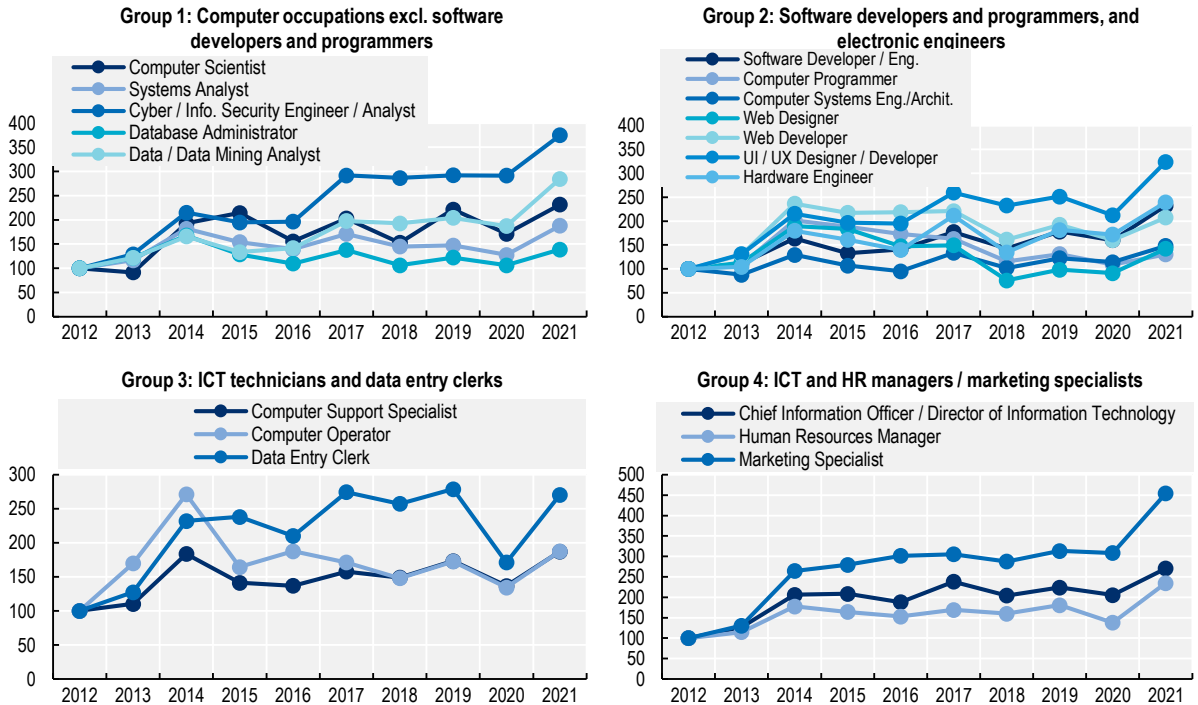 Group 1: Computer occupations excl. software
developers and programmers
Computer Scientist
Systems Analyst
Cyber / Info. Security Engineer / Analyst
Database Administrator
Data / Data Mining Analyst
400
350
300
250
200
150
100
50
0
2012 2013 2014 2015 2016 2017 2018 2019 2020 2021
Group 2: Software developers and programmers, and
electronic engineers
Software Developer / Eng.
Computer Programmer
Computer Systems Eng./Archit.
Web Designer
Web Developer
UI / UX Designer / Developer
Hardware Engineer
400
350
300
250
200
150
100
50
0
2012 2013 2014 2015 2016 2017 2018 2019 2020 2021
Group 3: ICT technicians and data entry clerks
Computer Support Specialist
Computer Operator
Data Entry Clerk
300
250
200
150
100
50
0
2012 2013 2014 2015 2016 2017 2018 2019 2020 2021
Group 4: ICT and HR managers / marketing specialists
Chief Information Officer / Director of Information Technology
Human Resources Manager
Marketing Specialist
500
450
400
350
300
250
200
150
100
50
0
2012 2013 2014 2015 2016 2017 2018 2019 2020 2021